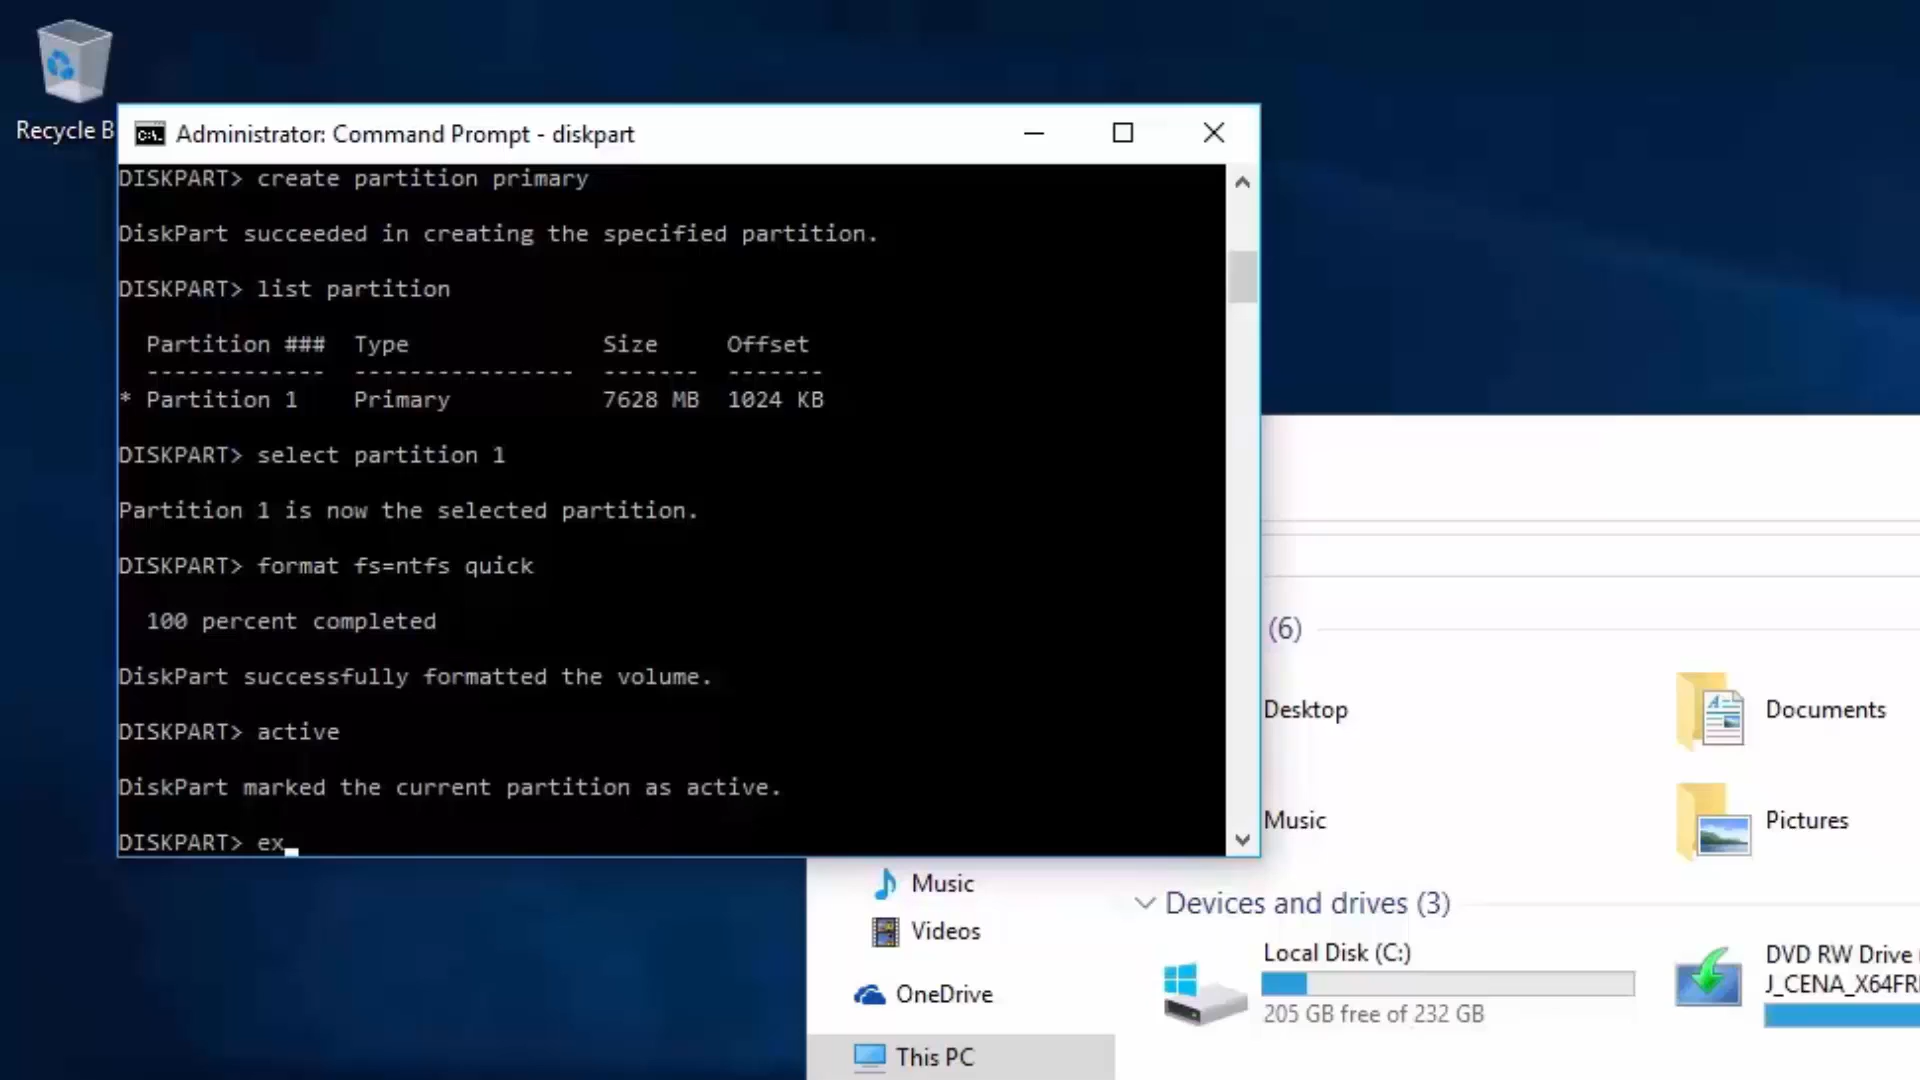 Recycle B
Administrator: Command Prompt - diskpart
DISKPART> create partition primary
DiskPart succeeded in creating the specified partition.
DISKPART> list partition
Partition ### Type Size Offset
------------- ---------------- ------- -------
* Partition 1 Primary 7628 MB 1024 KB
DISKPART> select partition 1
Partition 1 is now the selected partition.
DISKPART> format fs=ntfs quick
100 percent completed
DiskPart successfully formatted the volume.
DISKPART> active
DiskPart marked the current partition as active.
DISKPART> ex_
(6)
Desktop
Documents
Music
Pictures
Music
Videos
OneDrive
This PC
Devices and drives (3)
Local Disk (C:)
205 GB free of 232 GB
DVD RW Drive
J_CENA_X64FR